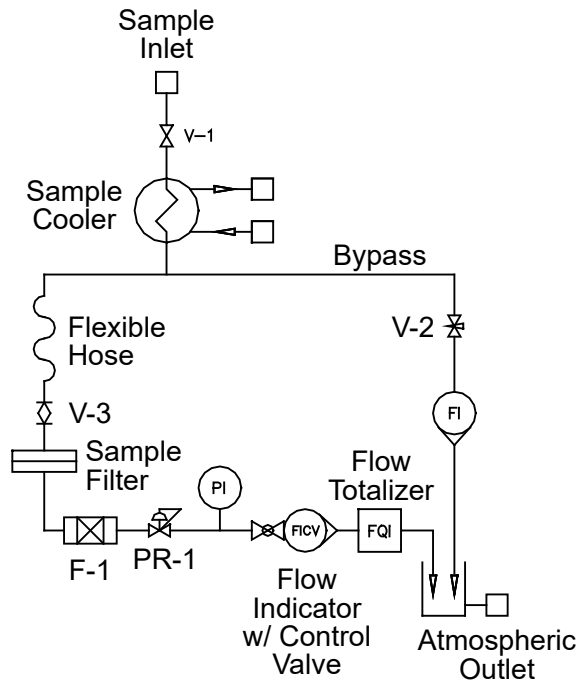 Sample
Inlet
V-1
Sample
Cooler
Bypass
Flexible
Hose
V-2
V-3
FI
Sample
Filter
PI
Flow
Totalizer
FICV
FQI
F-1
PR-1
Flow
Indicator
w/ Control
Valve
Atmospheric
Outlet